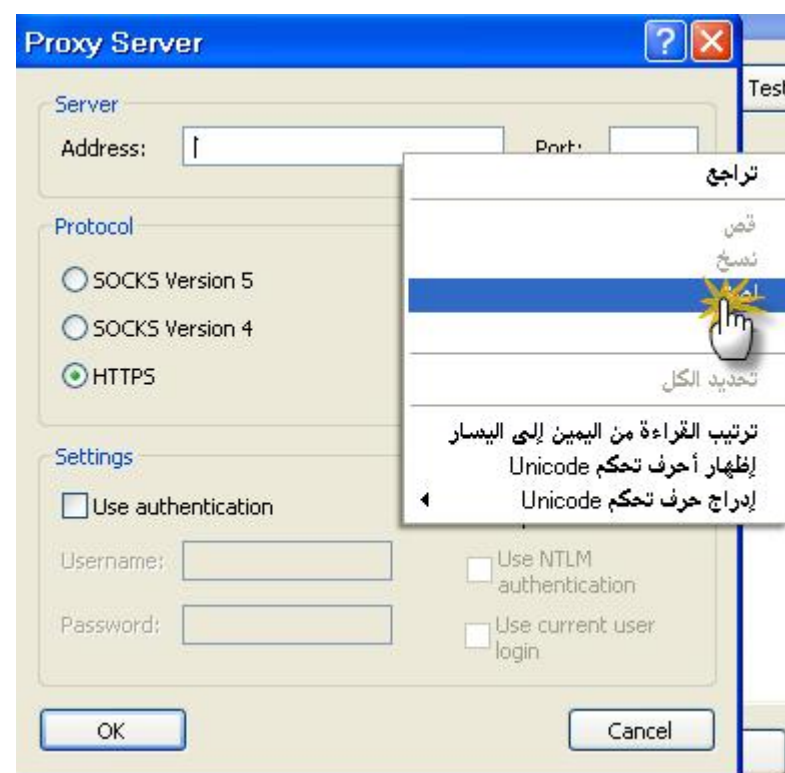 Proxy Server
Test
Server
Address:
Port:
Protocol
SOCKS Version 5
SOCKS Version 4
HTTPS
تراجع
قص
نسخ
تحديد الكل
ترتيب القراءة من اليمين إلى اليسار
إظهار أحرف تحكم Unicode
إدراج حرف تحكم Unicode
Settings
Use authentication
Username:
Password:
Use NTLM
authentication
Use current user
login
OK
Cancel